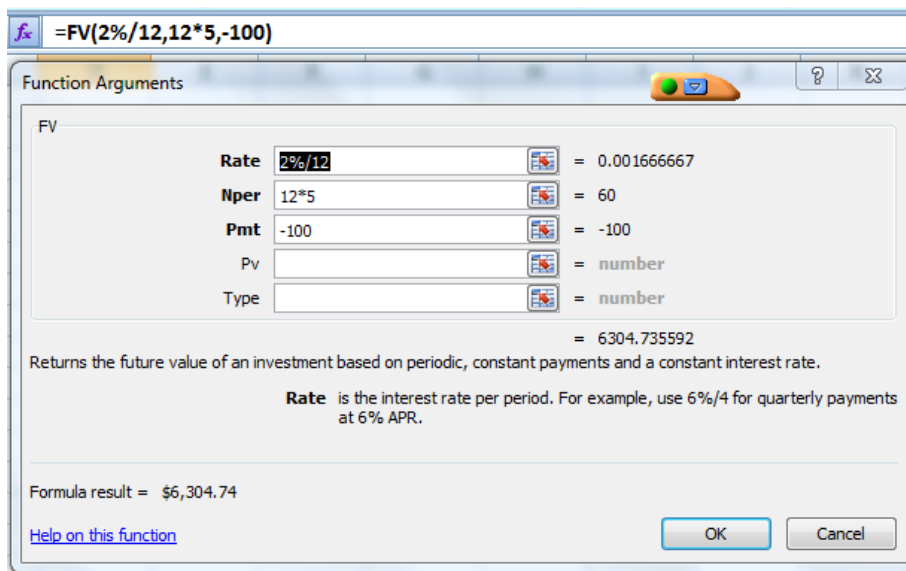 fx =FV(2%/12,12*5,-100)
Function Arguments
FV
Rate 2%/12 = 0.001666667
Nper 12*5 = 60
Pmt -100 = -100
Pv = number
Type = number
= 6304.735592
Returns the future value of an investment based on periodic, constant payments and a constant interest rate.
Rate is the interest rate per period. For example, use 6%/4 for quarterly payments
at 6% APR.
Formula result = $6,304.74
Help on this function
OK Cancel